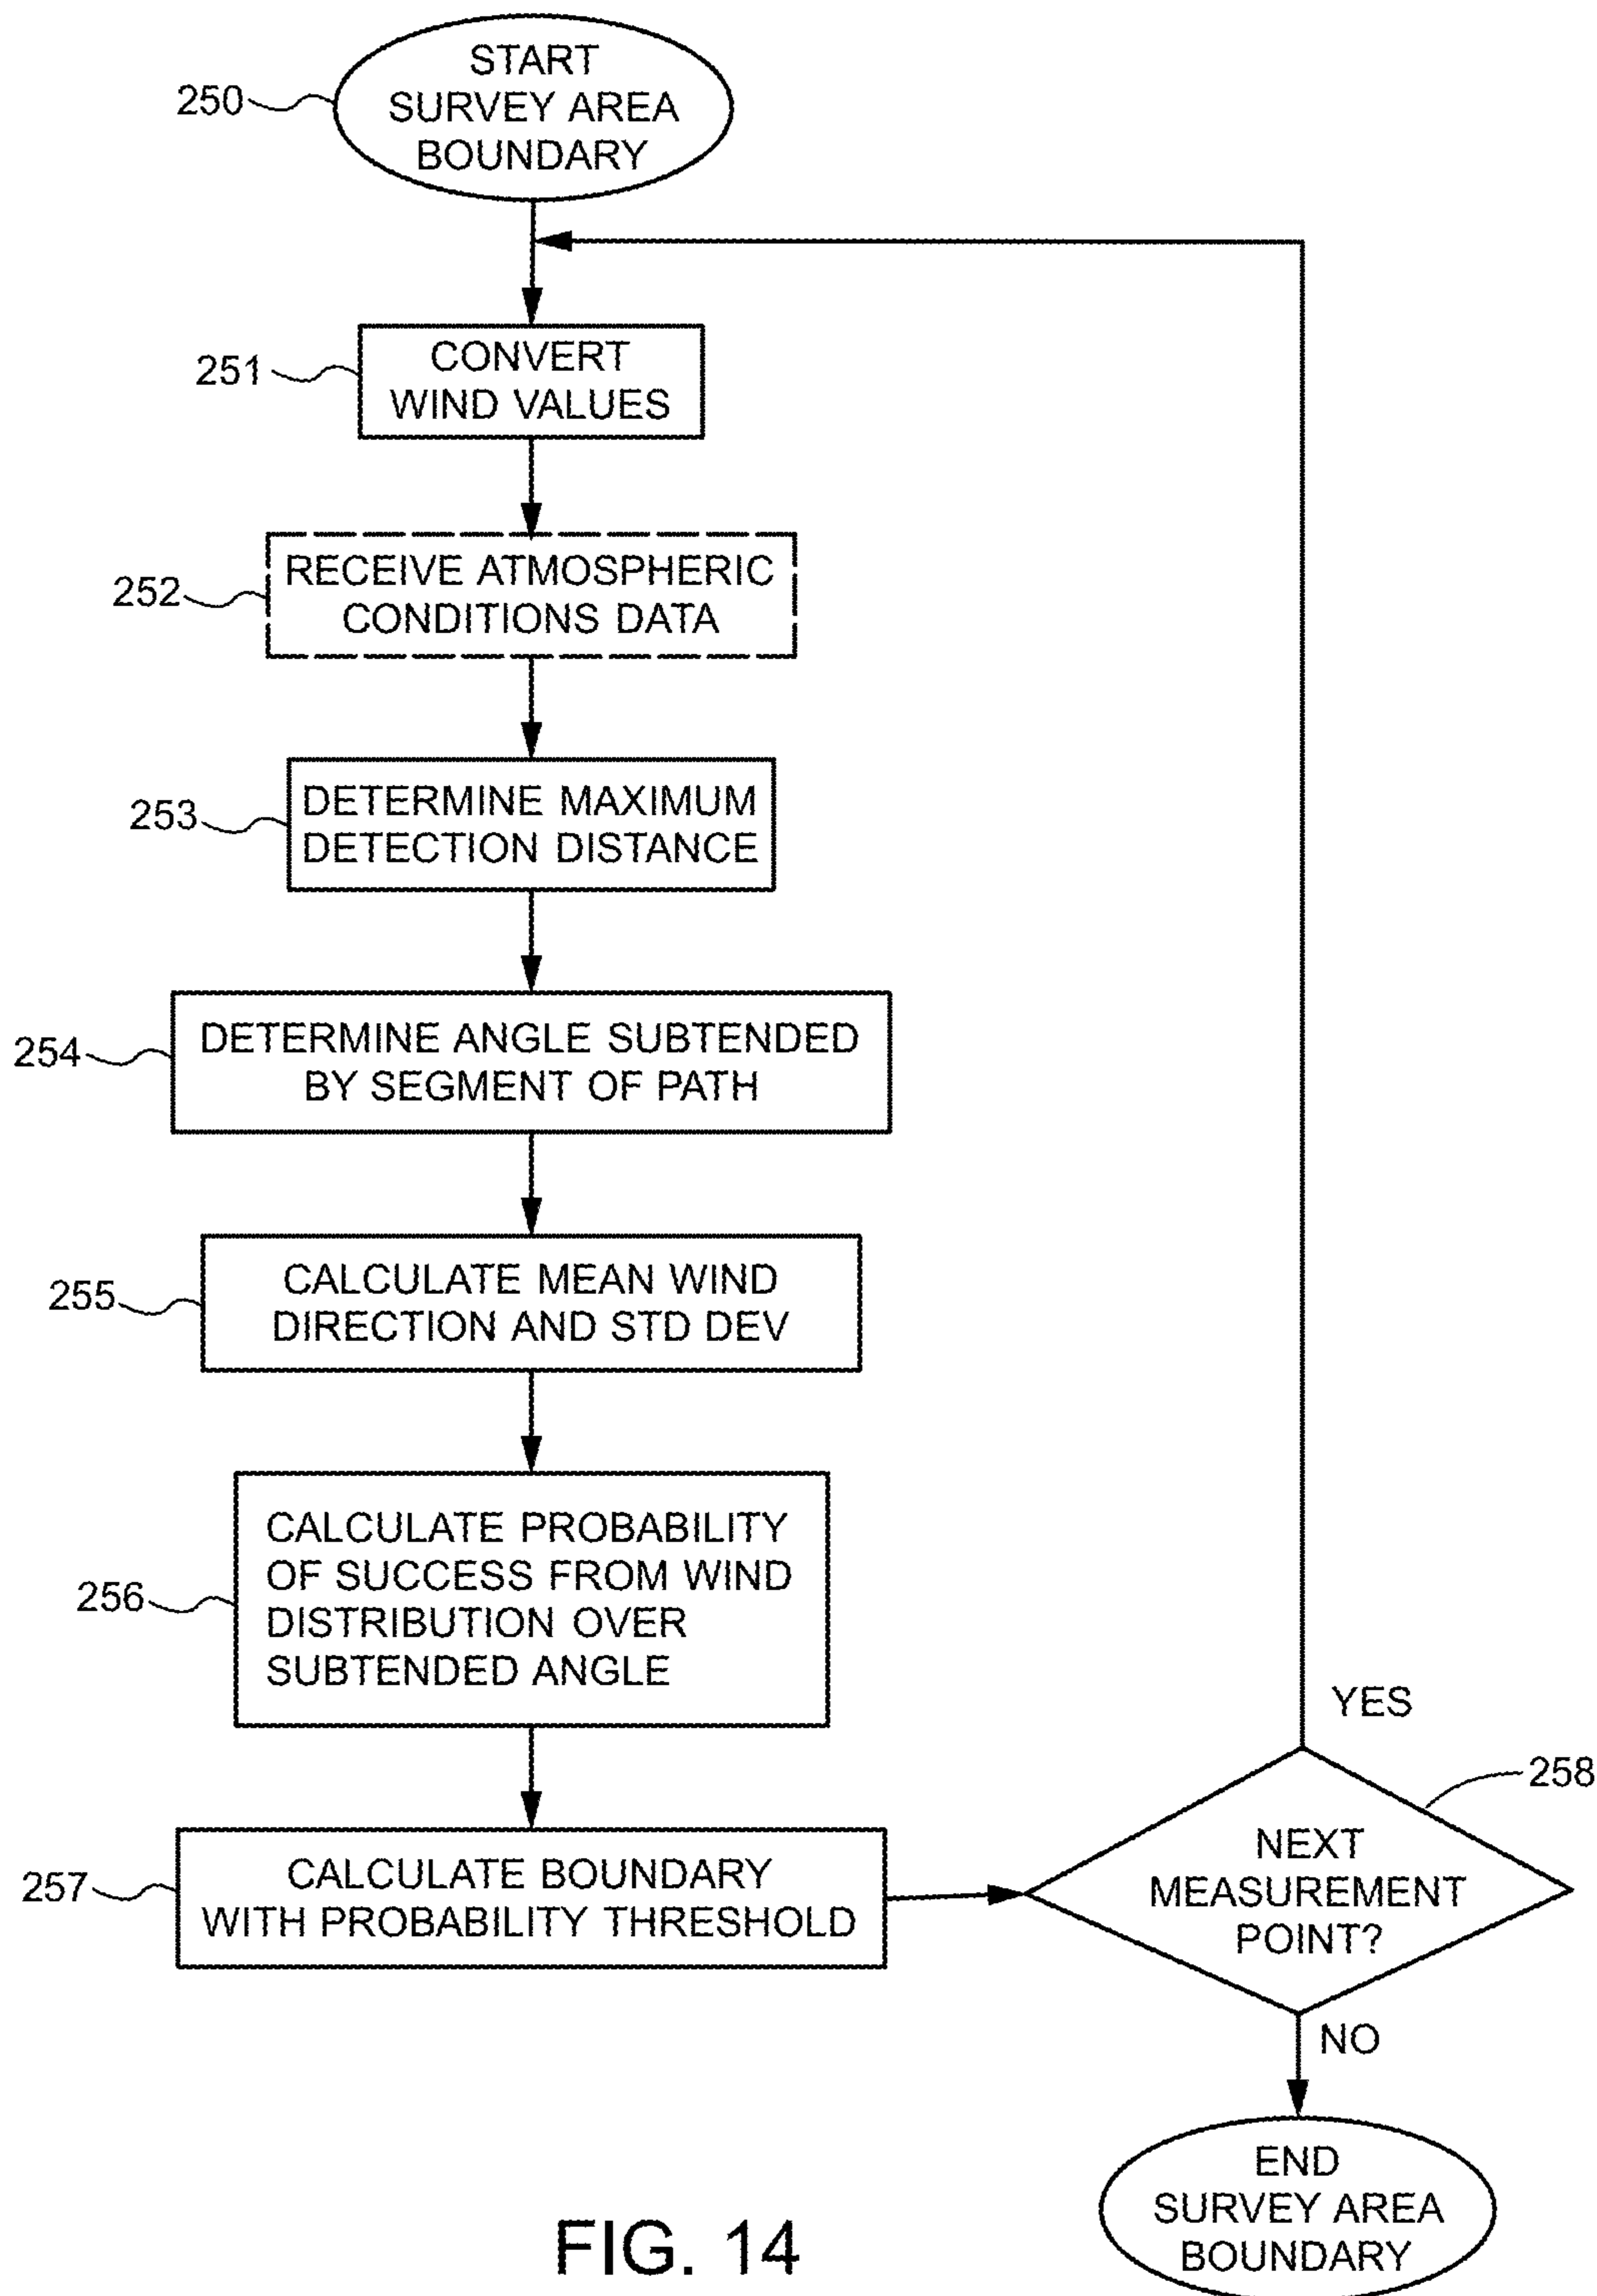 START
SURVEY AREA
BOUNDARY
250
CONVERT
WIND VALUES
251
RECEIVE ATMOSPHERIC
CONDITIONS DATA
252
DETERMINE MAXIMUM
DETECTION DISTANCE
253
DETERMINE ANGLE SUBTENDED
BY SEGMENT OF PATH
254
CALCULATE MEAN WIND
DIRECTION AND STD DEV
255
CALCULATE PROBABILITY
OF SUCCESS FROM WIND
DISTRIBUTION OVER
SUBTENDED ANGLE
256
CALCULATE BOUNDARY
WITH PROBABILITY THRESHOLD
257
YES
258
NEXT
MEASUREMENT
POINT?
NO
END
SURVEY AREA
BOUNDARY
FIG. 14